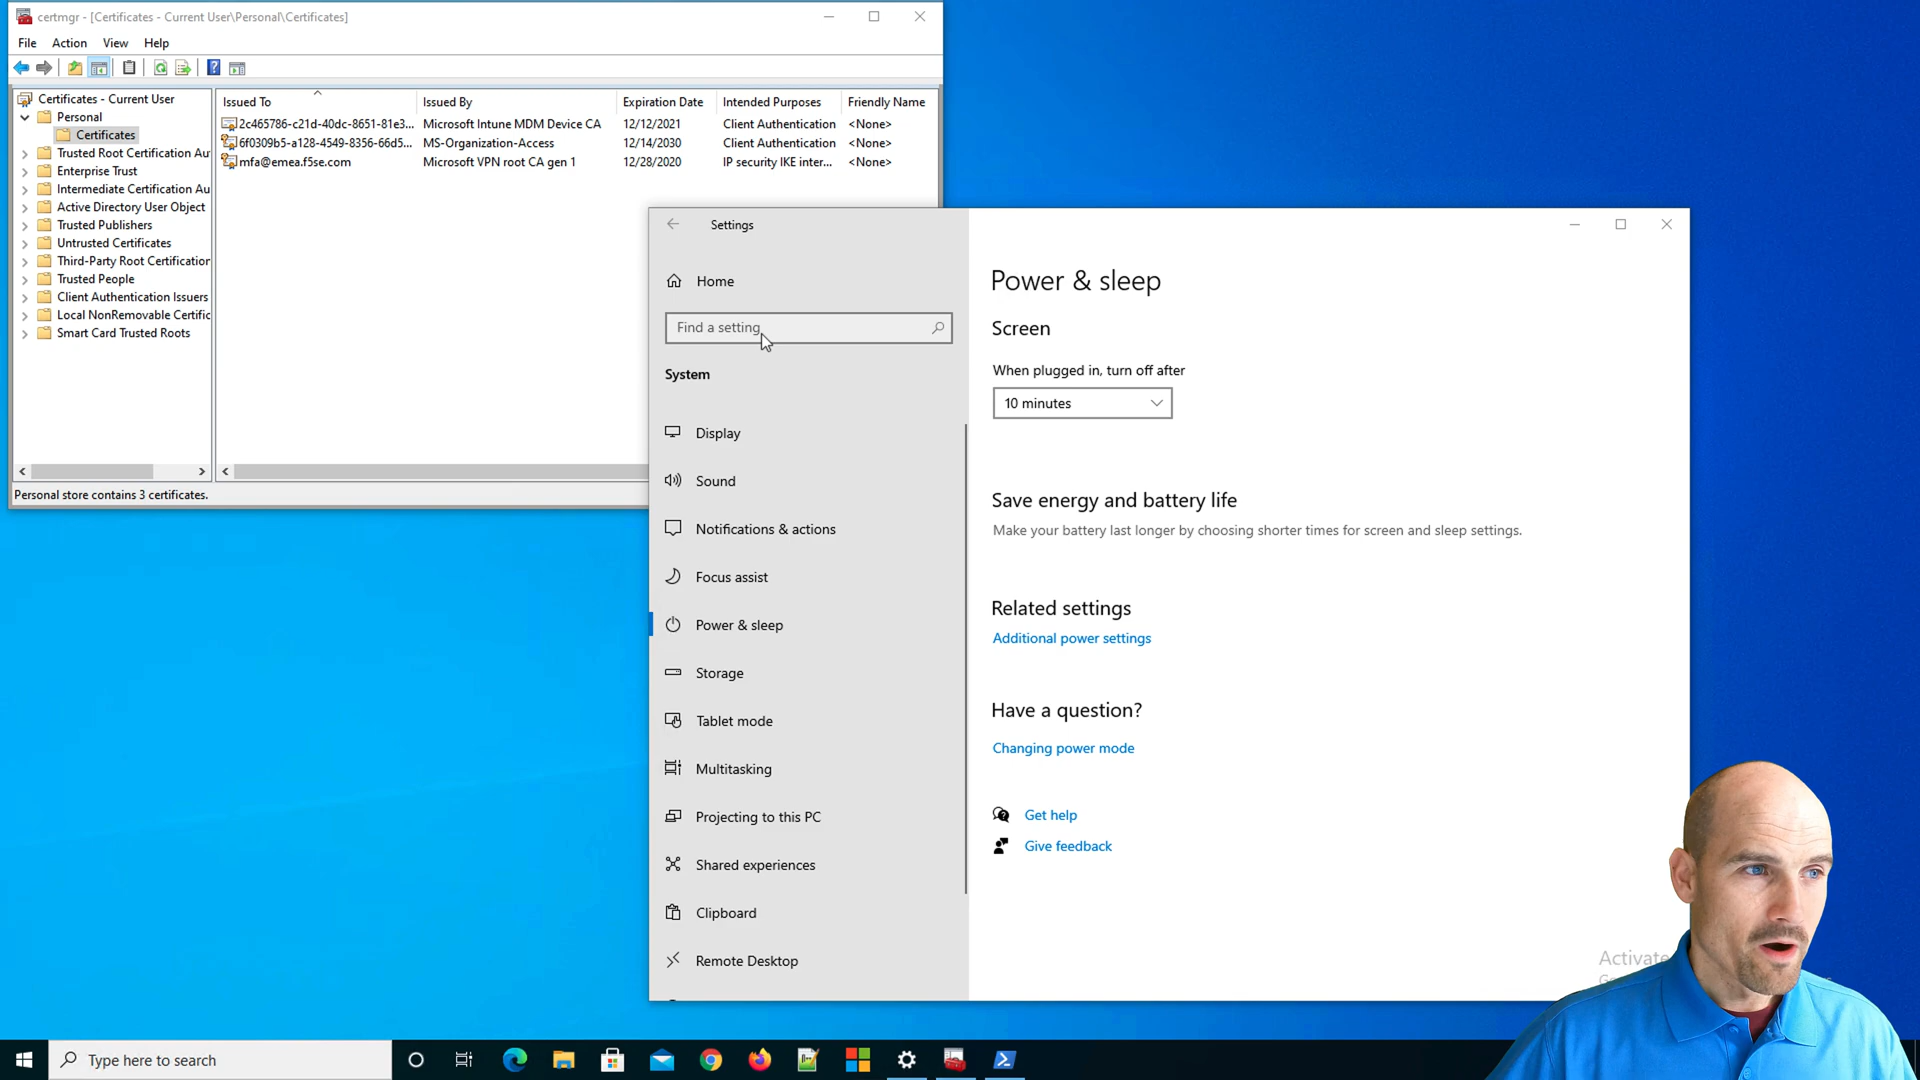 certmgr - [Certificates - Current User\Personal\Certificates]
File Action View Help
Certificates - Current User
Personal
Certificates
Trusted Root Certification Au
Enterprise Trust
Intermediate Certification Au
Active Directory User Object
Trusted Publishers
Untrusted Certificates
Third-Party Root Certification
Trusted People
Client Authentication Issuers
Local NonRemovable Certific
Smart Card Trusted Roots
Issued To Issued By Expiration Date Intended Purposes Friendly Name
2c465786-c21d-40dc-8651-81e3... Microsoft Intune MDM Device CA 12/12/2021 Client Authentication <None>
6f0309b5-a128-4549-8356-66d5... MS-Organization-Access 12/14/2030 Client Authentication <None>
mfa@emea.f5se.com Microsoft VPN root CA gen 1 12/28/2020 IP security IKE inter... <None>
Personal store contains 3 certificates.
Settings
Home
Find a setting
System
Display
Sound
Notifications & actions
Focus assist
Power & sleep
Storage
Tablet mode
Multitasking
Projecting to this PC
Shared experiences
Clipboard
Remote Desktop
Power & sleep
Screen
When plugged in, turn off after
10 minutes
Save energy and battery life
Make your battery last longer by choosing shorter times for screen and sleep settings.
Related settings
Additional power settings
Have a question?
Changing power mode
Get help
Give feedback
Activate
Type here to search